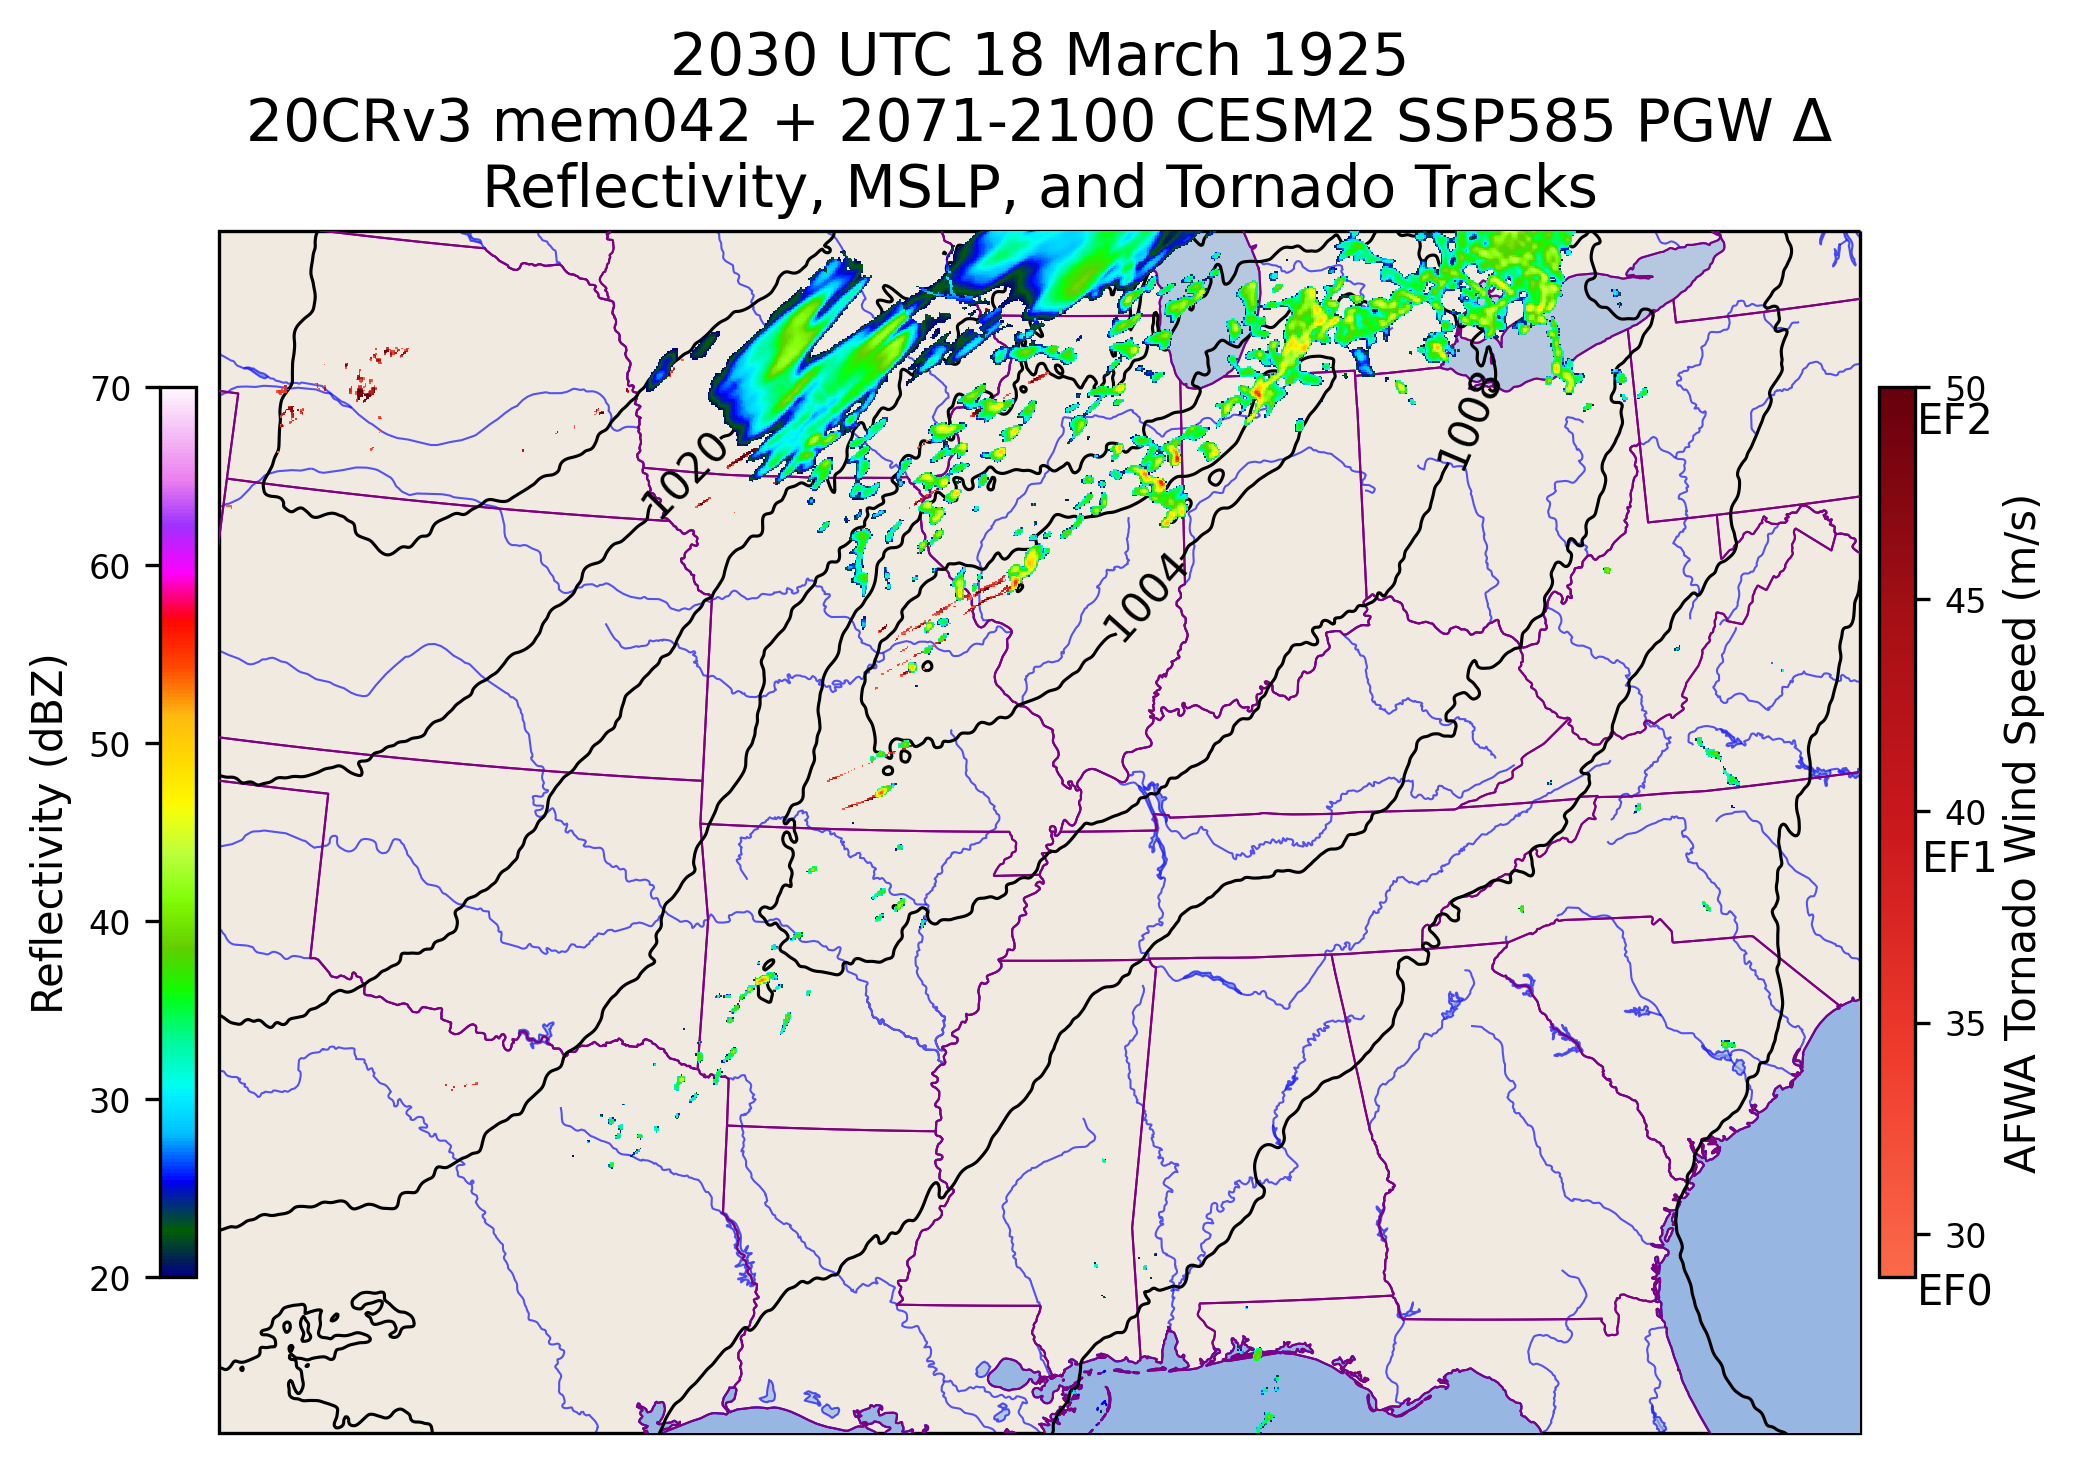 2030 UTC 18 March 1925
20CRv3 mem042 + 2071-2100 CESM2 SSP585 PGW Δ
Reflectivity, MSLP, and Tornado Tracks
Reflectivity (dBZ)
70
60
50
40
30
20
1020
1004
1008
50
EF2
45
40
EF1
35
30
EF0
AFWA Tornado Wind Speed (m/s)